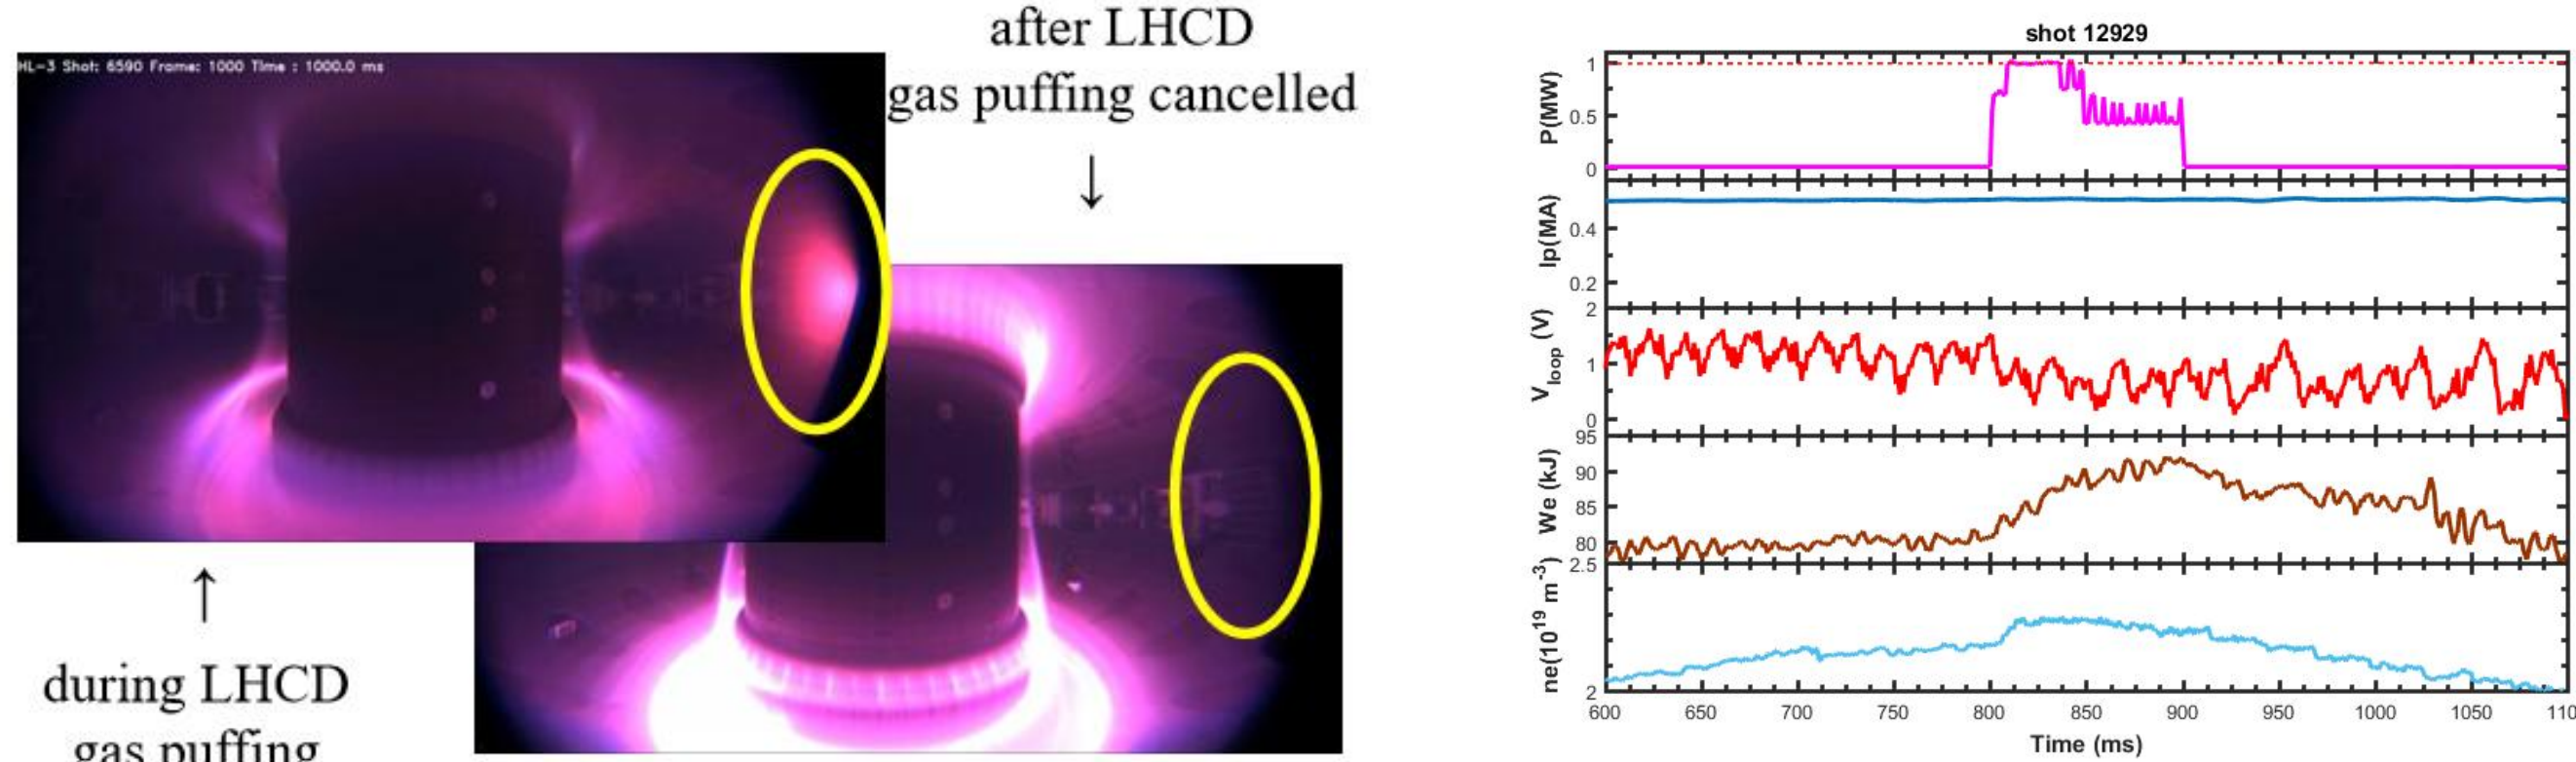 after LHCD
gas puffing cancelled
↓
HL-3 Shot: 6590 Frame: 1000 Time : 1000.0 ms
↑
during LHCD
gas puffing
shot 12929
P(MW)
1
0.5
0
Ip(MA)
0.4
0.2
Vloop (V)
2
1
0
We (kJ)
95
90
85
80
ne(10^19 m^-3)
2.5
2
600 650 700 750 800 850 900 950 1000 1050 110
Time (ms)